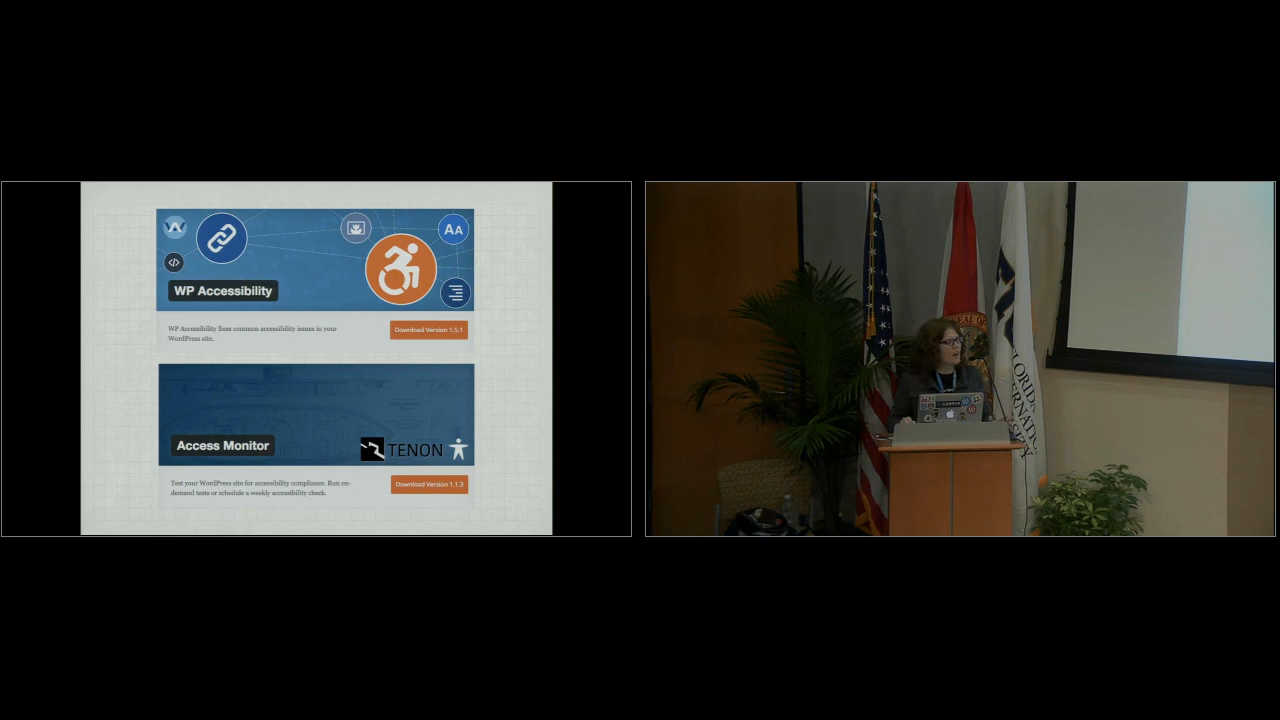 AA
</>
WP Accessibility
WP Accessibility fixes common accessibility issues in your
WordPress site.
Download Version 1.5.1
Access Monitor
TENON
Test your WordPress site for accessibility compliance. Run on-
demand tests or schedule a weekly accessibility check.
Download Version 1.1.3
SEAL OF